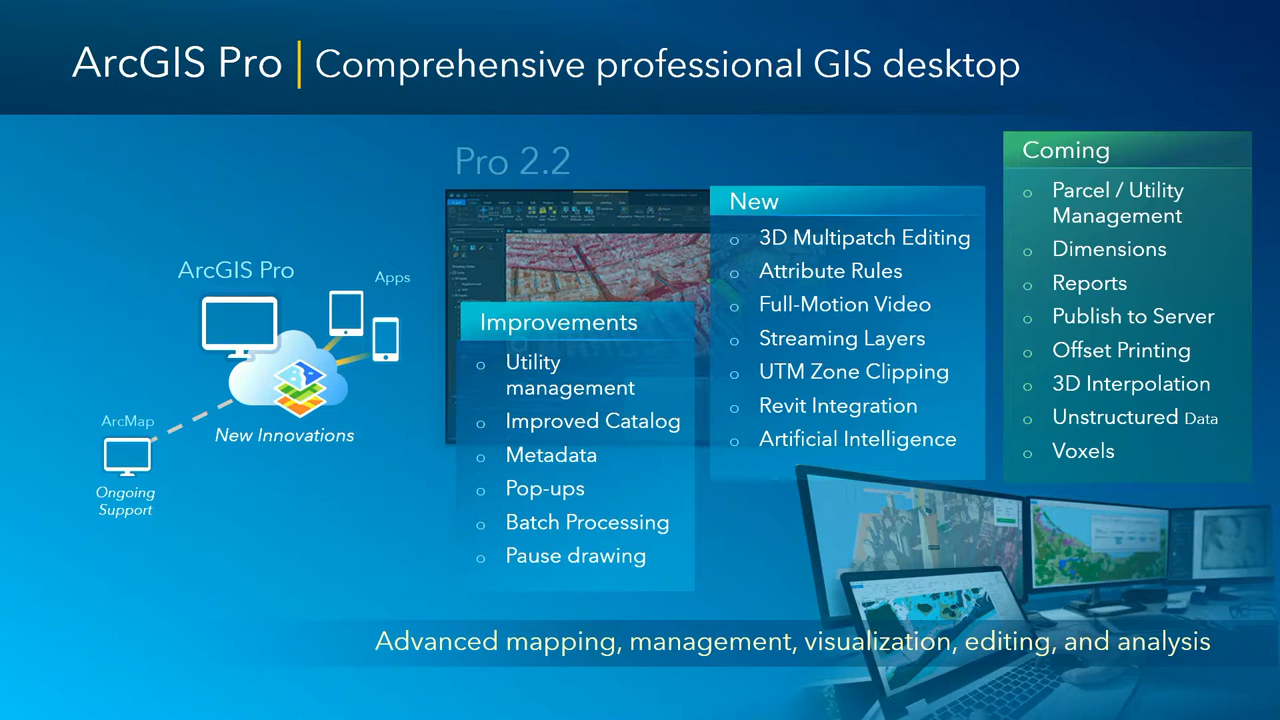 ArcGIS Pro | Comprehensive professional GIS desktop
Pro 2.2
ArcGIS Pro
Apps
ArcMap
New Innovations
Ongoing
Support
Improvements
Utility
management
Improved Catalog
Metadata
Pop-ups
Batch Processing
Pause drawing
New
3D Multipatch Editing
Attribute Rules
Full-Motion Video
Streaming Layers
UTM Zone Clipping
Revit Integration
Artificial Intelligence
Coming
Parcel / Utility
Management
Dimensions
Reports
Publish to Server
Offset Printing
3D Interpolation
Unstructured Data
Voxels
Advanced mapping, management, visualization, editing, and analysis